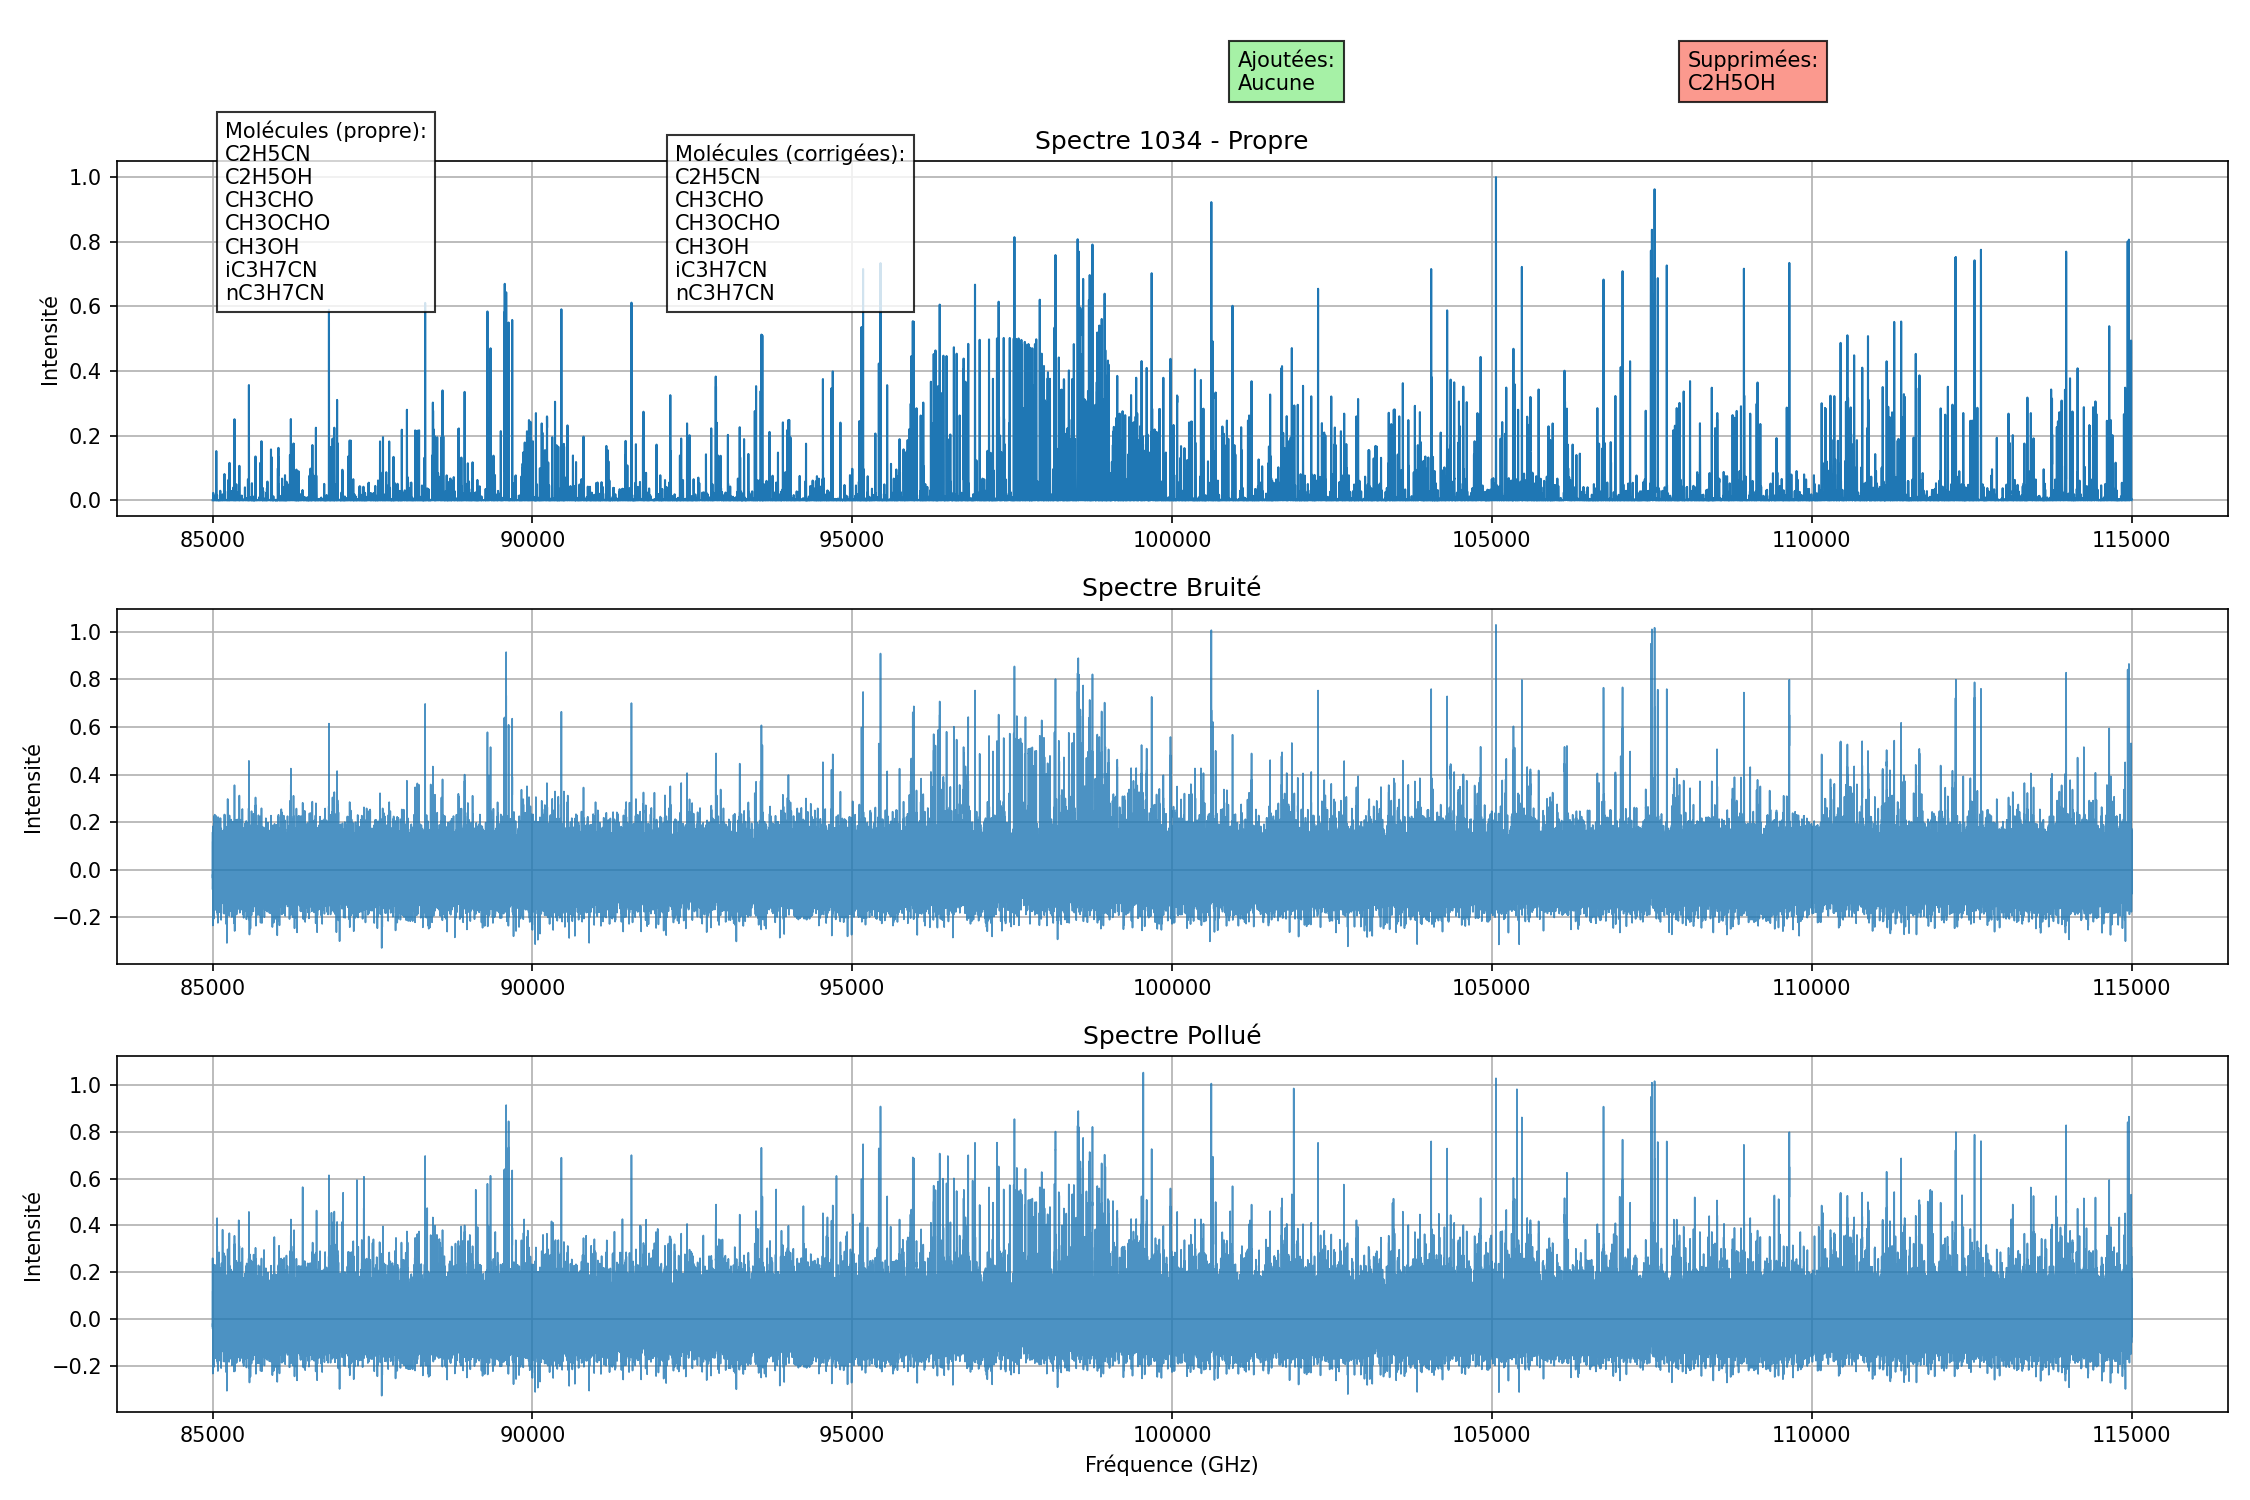 Ajoutées:
Aucune
Supprimées:
C2H5OH
Molécules (propre):
C2H5CN
C2H5OH
CH3CHO
CH3OCHO
CH3OH
iC3H7CN
nC3H7CN
Molécules (corrigées):
C2H5CN
CH3CHO
CH3OCHO
CH3OH
iC3H7CN
nC3H7CN
Spectre 1034 - Propre
Intensité
1.0
0.8
0.6
0.4
0.2
0.0
85000 90000 95000 100000 105000 110000 115000
Spectre Bruité
Intensité
1.0
0.8
0.6
0.4
0.2
0.0
−0.2
85000 90000 95000 100000 105000 110000 115000
Spectre Pollué
Intensité
1.0
0.8
0.6
0.4
0.2
0.0
−0.2
85000 90000 95000 100000 105000 110000 115000
Fréquence (GHz)